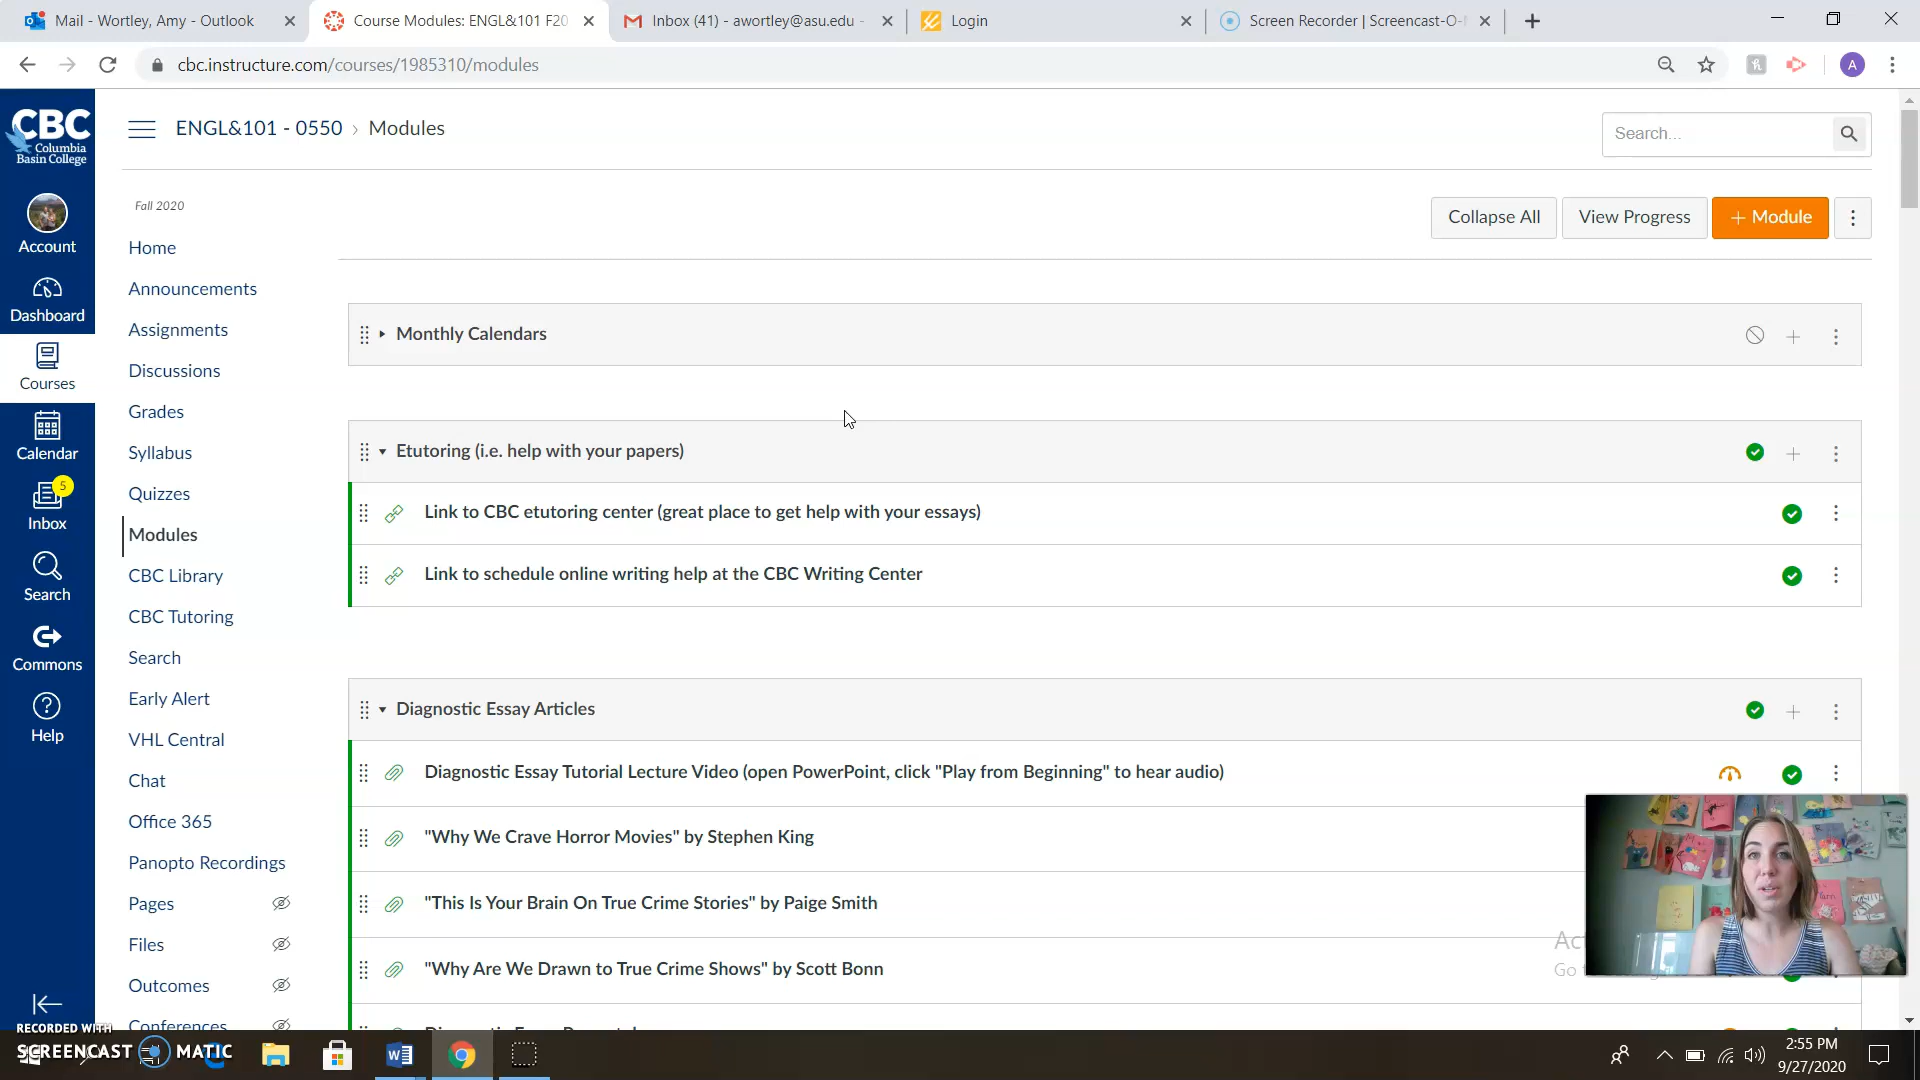 Mail - Wortley, Amy - Outlook
Course Modules: ENGL&101 F20
Inbox (41) - awortley@asu.edu -
Login
Screen Recorder | Screencast-O-
cbc.instructure.com/courses/1985310/modules
A
CBC
Columbia
Basin College
ENGL&101 - 0550 › Modules
Search...
Fall 2020
Collapse All
View Progress
+ Module
Account
Dashboard
Courses
Calendar
5
Inbox
Search
Commons
Help
Home
Announcements
Assignments
Discussions
Grades
Syllabus
Quizzes
Modules
CBC Library
CBC Tutoring
Search
Early Alert
VHL Central
Chat
Office 365
Panopto Recordings
Pages
Files
Outcomes
Conferences
Monthly Calendars
Etutoring (i.e. help with your papers)
Link to CBC etutoring center (great place to get help with your essays)
Link to schedule online writing help at the CBC Writing Center
Diagnostic Essay Articles
Diagnostic Essay Tutorial Lecture Video (open PowerPoint, click "Play from Beginning" to hear audio)
"Why We Crave Horror Movies" by Stephen King
"This Is Your Brain On True Crime Stories" by Paige Smith
"Why Are We Drawn to True Crime Shows" by Scott Bonn
Go
RECORDED WITH
SCREENCAST MATIC
2:55 PM
9/27/2020